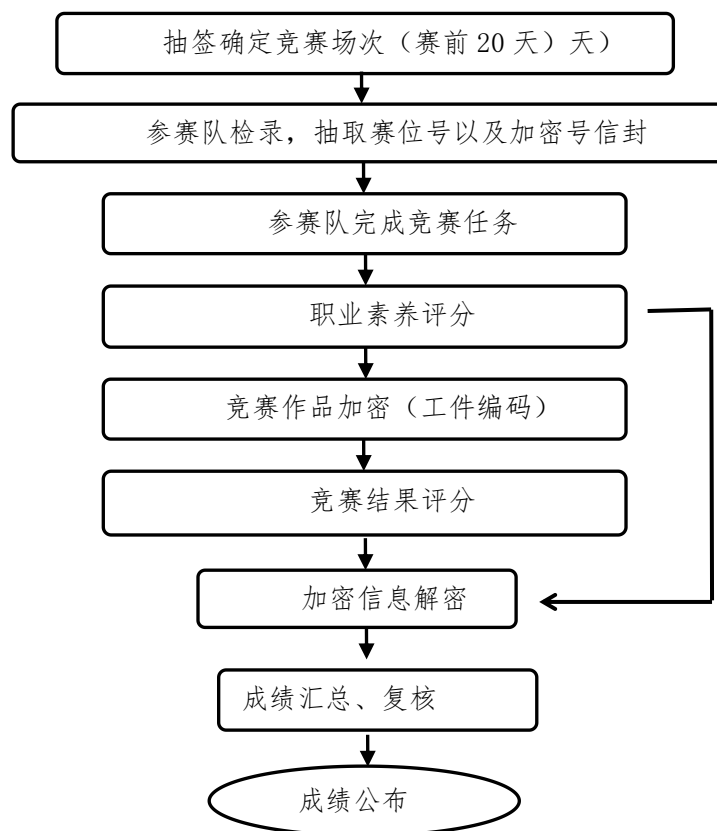 抽签确定竞赛场次（赛前 20 天）天）
参赛队检录，抽取赛位号以及加密号信封
参赛队完成竞赛任务
职业素养评分
竞赛作品加密（工件编码）
竞赛结果评分
加密信息解密
成绩汇总、复核
成绩公布